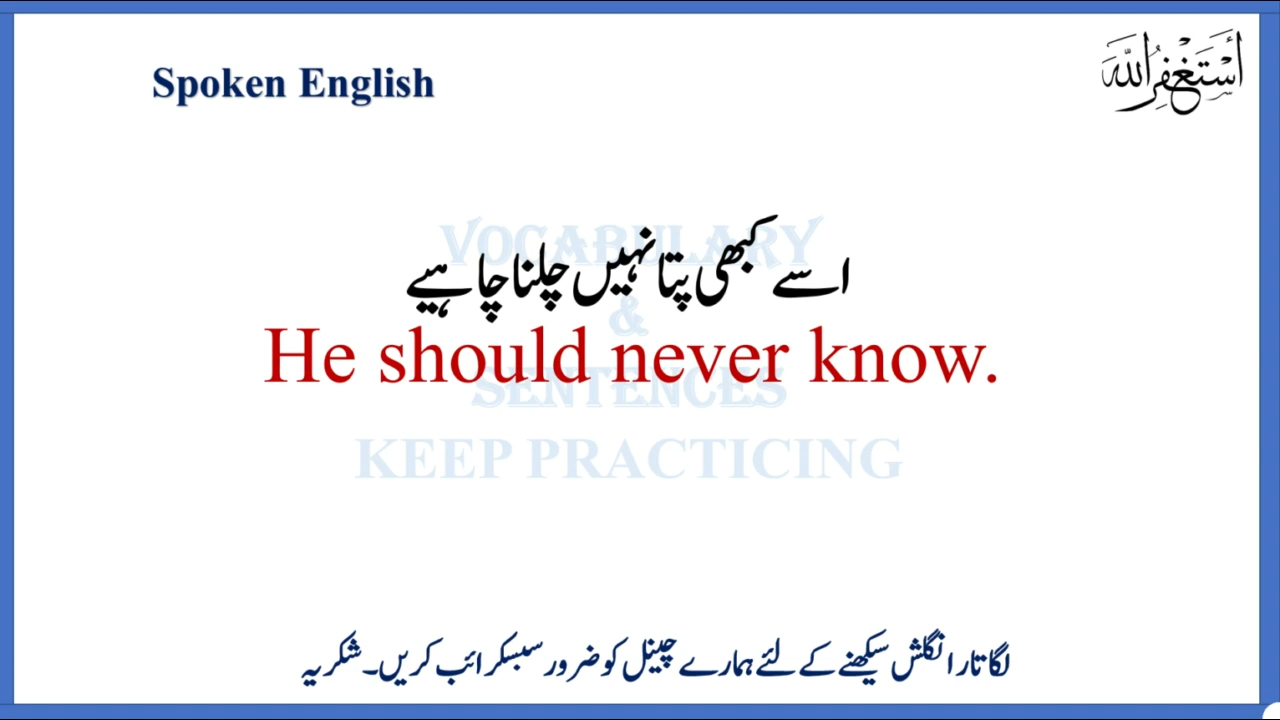 Spoken English
أستغفر الله
اسے کبھی پتا نہیں چلنا چاہیے
He should never know.
VOCABULARY
&
SENTENCES
KEEP PRACTICING
لگاتار انگلش سیکھنے کے لئے ہمارے چینل کو ضرور سبسکرائب کریں۔ شکریہ